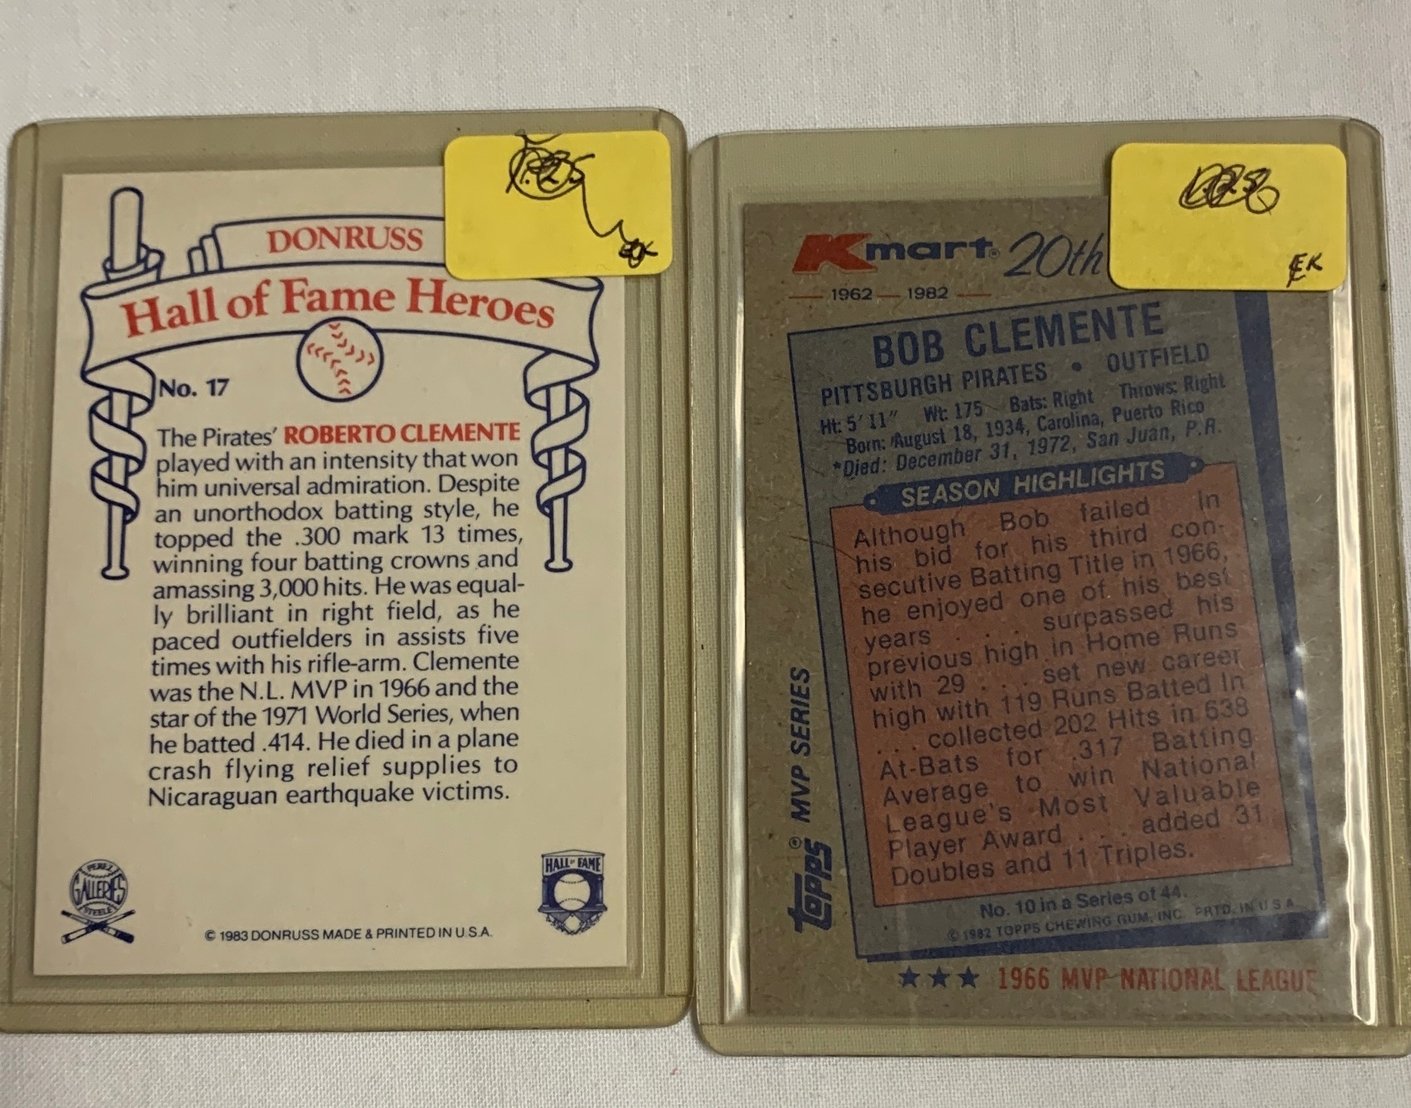 DONRUSS
Hall of Fame Heroes
No. 17
The Pirates' ROBERTO CLEMENTE
played with an intensity that won
him universal admiration. Despite
an unorthodox batting style, he
topped the .300 mark 13 times,
winning four batting crowns and
amassing 3,000 hits. He was equal-
ly brilliant in right field, as he
paced outfielders in assists five
times with his rifle-arm. Clemente
was the N.L. MVP in 1966 and the
star of the 1971 World Series, when
he batted .414. He died in a plane
crash flying relief supplies to
Nicaraguan earthquake victims.
PEREZ
GALLERIES
STEELE
HALL OF FAME
© 1983 DONRUSS MADE & PRINTED IN U.S.A.
EK
Kmart® 20th
1962 — 1982
BOB CLEMENTE
PITTSBURGH PIRATES • OUTFIELD
Ht: 5'11" Wt: 175 Bats: Right Throws: Right
Born: August 18, 1934, Carolina, Puerto Rico
*Died: December 31, 1972, San Juan, P.R.
SEASON HIGHLIGHTS
Although Bob failed in
his bid for his third con-
secutive Batting Title in 1966,
he enjoyed one of his best
years . . . surpassed his
previous high in Home Runs
with 29 . . . set new career
high with 119 Runs Batted In
. . . collected 202 Hits in 638
At-Bats for .317 Batting
Average to win National
League's Most Valuable
Player Award . . . added 31
Doubles and 11 Triples.
No. 10 in a Series of 44.
© 1982 TOPPS CHEWING GUM, INC. PRTD. IN U.S.A.
TOPPS® MVP SERIES
★★★ 1966 MVP NATIONAL LEAGUE